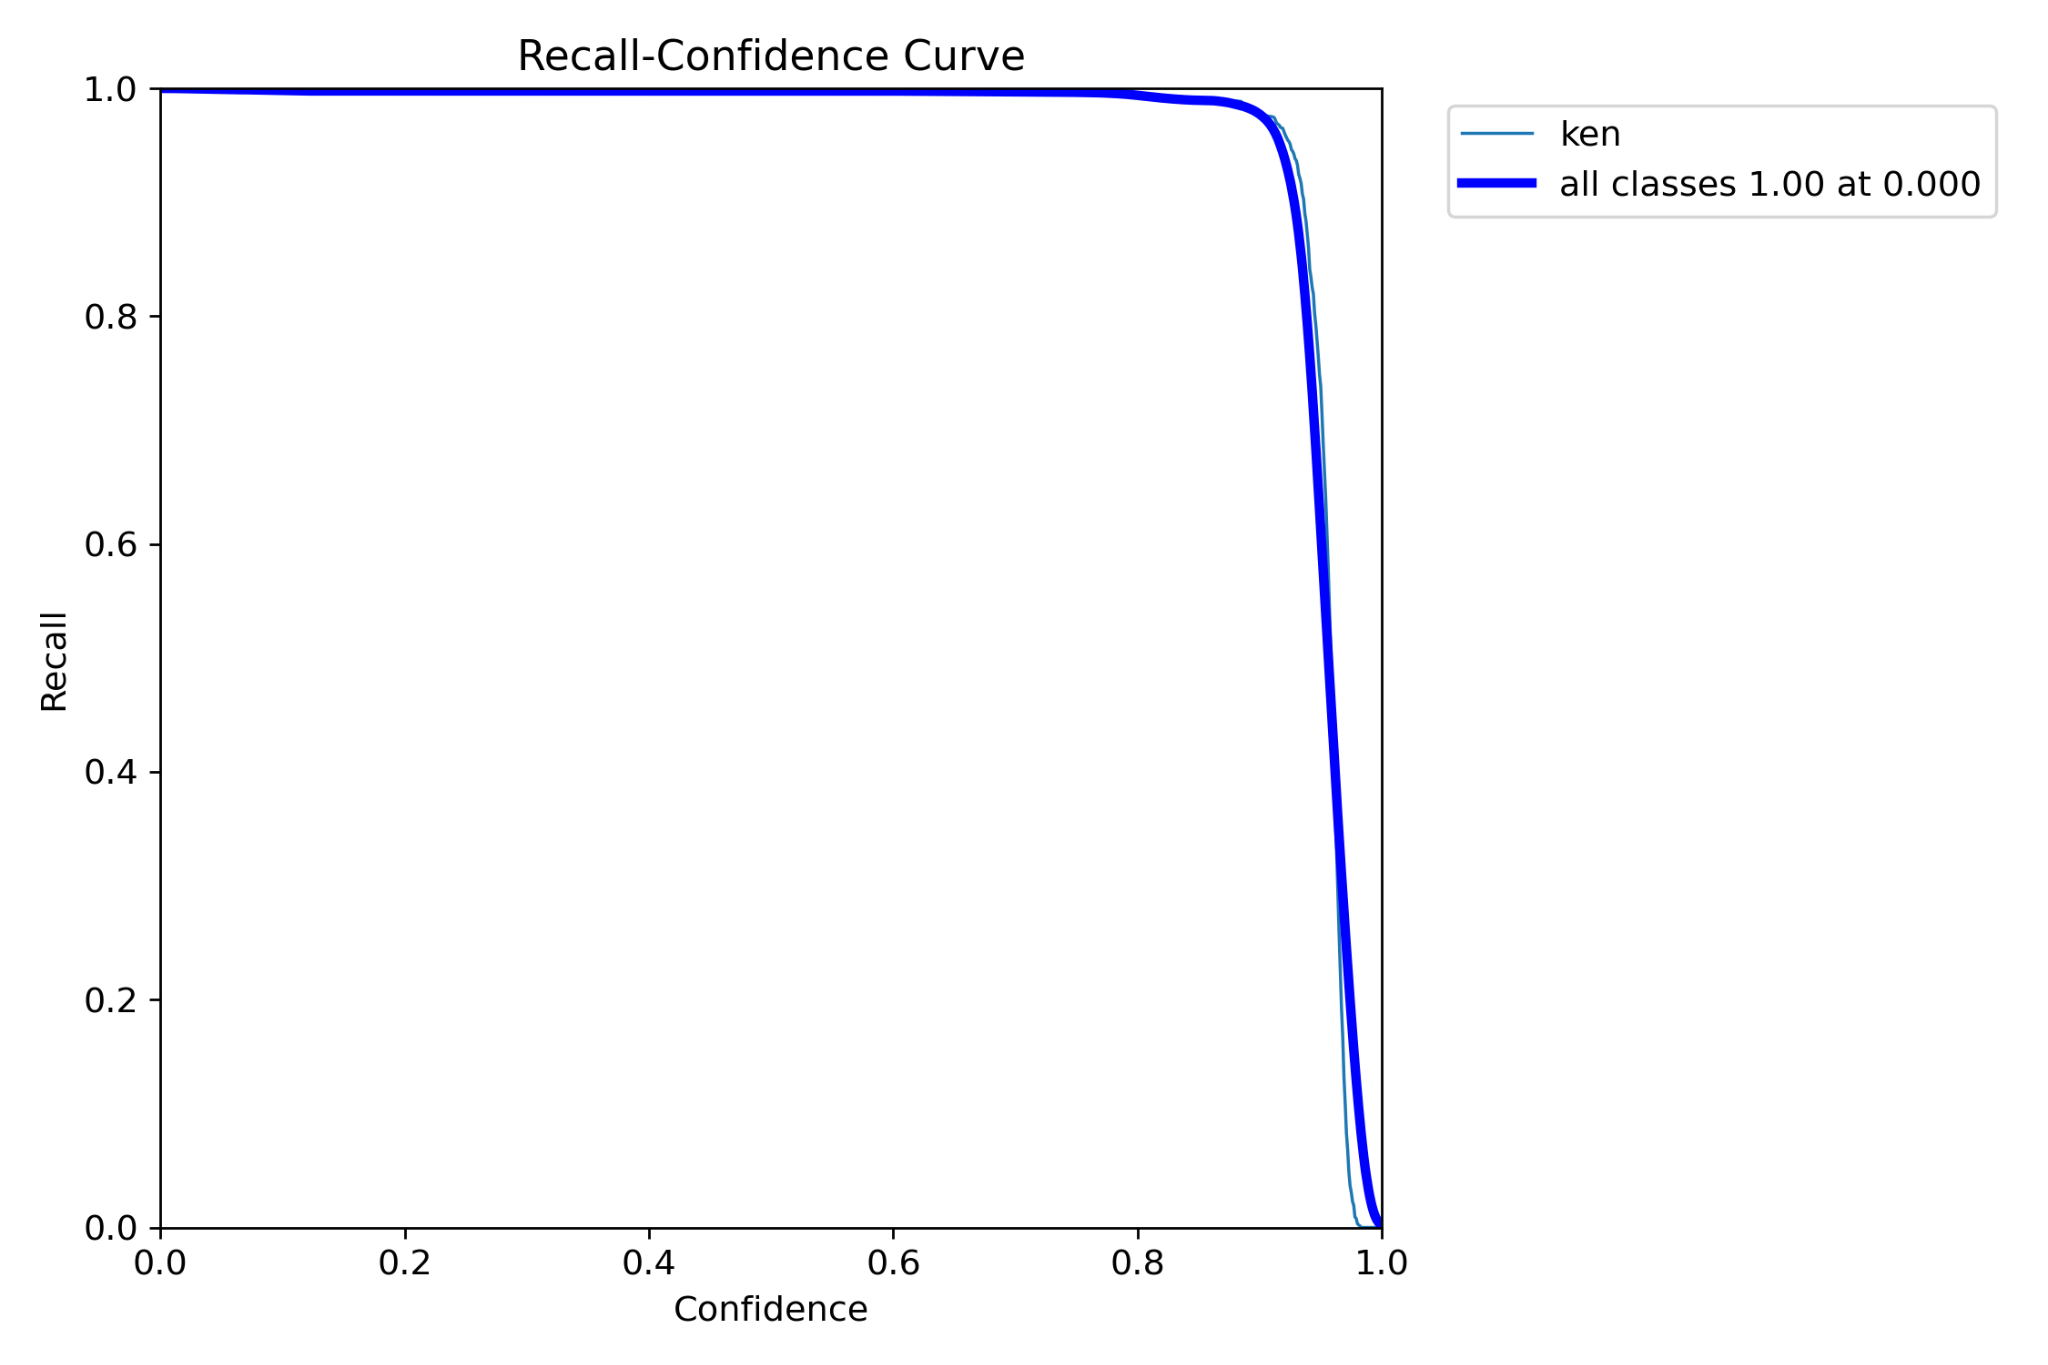 Recall-Confidence Curve
ken
all classes 1.00 at 0.000
Recall
1.0
0.8
0.6
0.4
0.2
0.0
0.0 0.2 0.4 0.6 0.8 1.0
Confidence